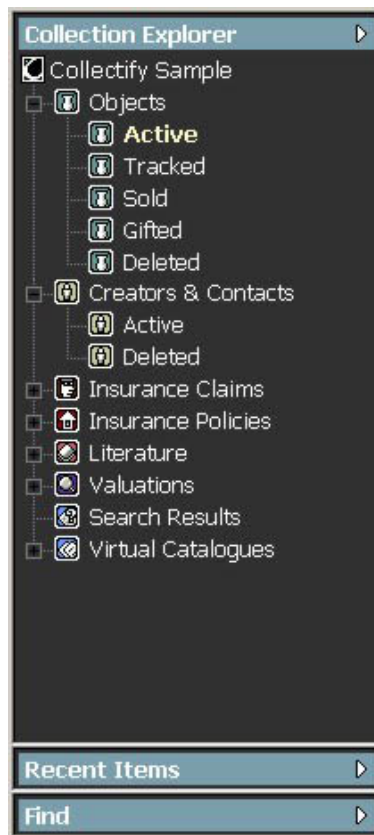 Collection Explorer
Collectify Sample
Objects
Active
Tracked
Sold
Gifted
Deleted
Creators & Contacts
Active
Deleted
Insurance Claims
Insurance Policies
Literature
Valuations
Search Results
Virtual Catalogues
Recent Items
Find